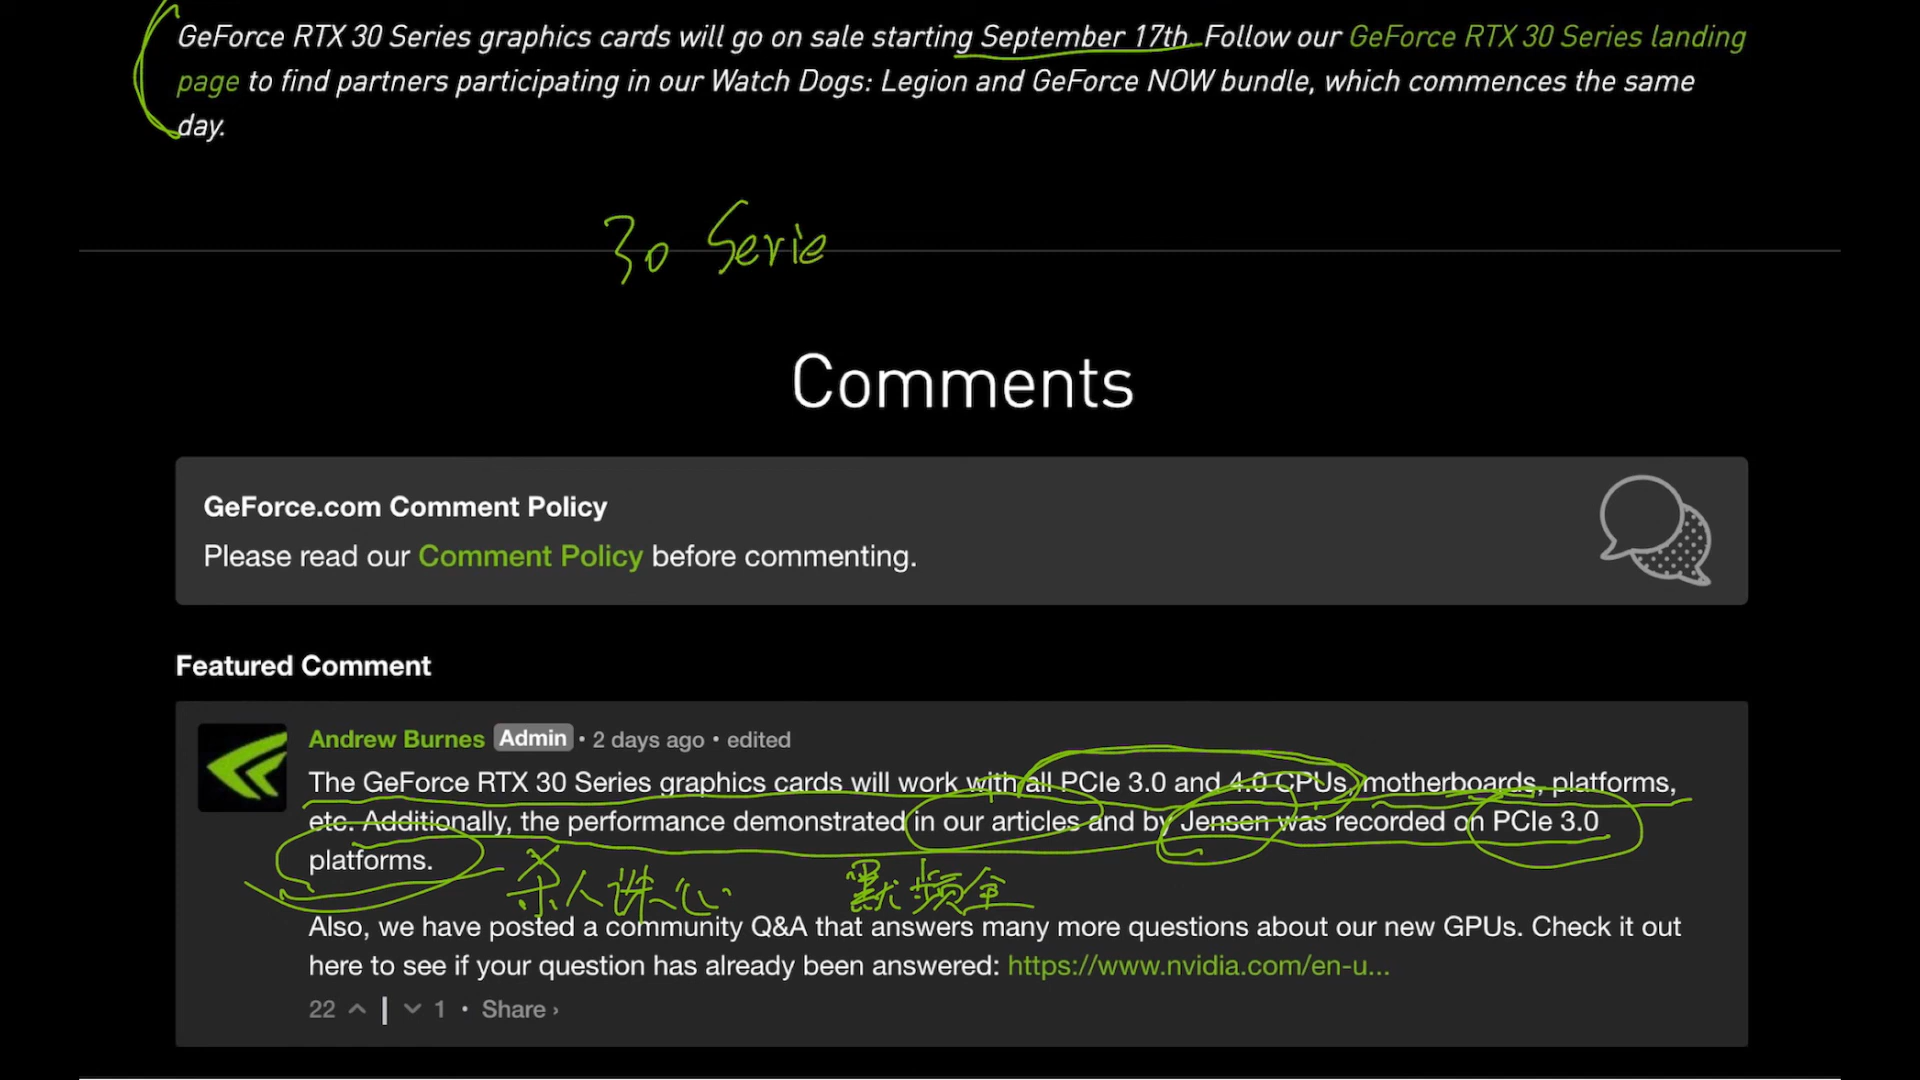 GeForce RTX 30 Series graphics cards will go on sale starting September 17th. Follow our GeForce RTX 30 Series landing
page to find partners participating in our Watch Dogs: Legion and GeForce NOW bundle, which commences the same
day.
30 Serie
Comments
GeForce.com Comment Policy
Please read our Comment Policy before commenting.
Featured Comment
Andrew Burnes Admin • 2 days ago • edited
The GeForce RTX 30 Series graphics cards will work with all PCIe 3.0 and 4.0 CPUs, motherboards, platforms,
etc. Additionally, the performance demonstrated in our articles and by Jensen was recorded on PCIe 3.0
platforms.
杀人诛心
Also, we have posted a community Q&A that answers many more questions about our new GPUs. Check it out
here to see if your question has already been answered: https://www.nvidia.com/en-u...
22 | 1 • Share ›